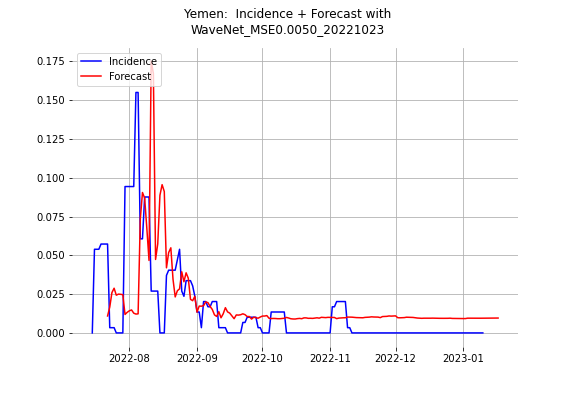 Yemen:  Incidence + Forecast with
WaveNet_MSE0.0050_20221023
Incidence
Forecast
0.175
0.150
0.125
0.100
0.075
0.050
0.025
0.000
2022-08 2022-09 2022-10 2022-11 2022-12 2023-01